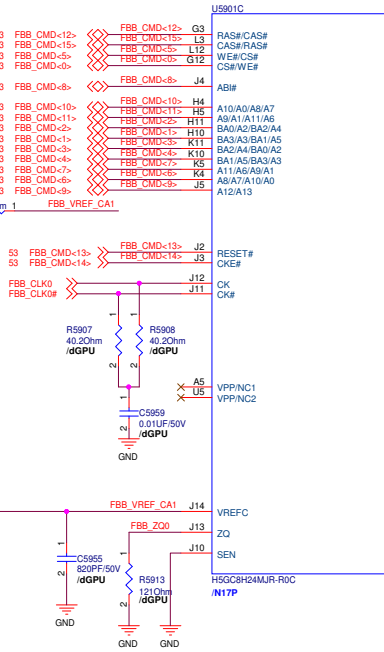 U5901C
3 FBB_CMD<12> FBB_CMD<12> G3 RAS#/CAS#
3 FBB_CMD<15> FBB_CMD<15> L3 CAS#/RAS#
3 FBB_CMD<5> FBB_CMD<5> L12 WE#/CS#
3 FBB_CMD<0> FBB_CMD<0> G12 CS#/WE#
3 FBB_CMD<8> FBB_CMD<8> J4 ABI#
3 FBB_CMD<10> FBB_CMD<10> H4 A10/A0/A8/A7
3 FBB_CMD<11> FBB_CMD<11> H5 A9/A1/A11/A6
3 FBB_CMD<2> FBB_CMD<2> H11 BA0/A2/BA2/A4
3 FBB_CMD<1> FBB_CMD<1> H10 BA3/A3/BA1/A5
3 FBB_CMD<3> FBB_CMD<3> K11 BA2/A4/BA0/A2
3 FBB_CMD<4> FBB_CMD<4> K10 BA1/A5/BA3/A3
3 FBB_CMD<7> FBB_CMD<7> K5 A11/A6/A9/A1
3 FBB_CMD<6> FBB_CMD<6> K4 A8/A7/A10/A0
3 FBB_CMD<9> FBB_CMD<9> J5 A12/A13
m 1 FBB_VREF_CA1
53 FBB_CMD<13> FBB_CMD<13> J2 RESET#
53 FBB_CMD<14> FBB_CMD<14> J3 CKE#
FBB_CLK0 J12 CK
FBB_CLK0# J11 CK#
1 1
R5907 R5908
40.2Ohm 40.2Ohm
/dGPU /dGPU
2 2
A5 VPP/NC1
U5 VPP/NC2
1
C5959
0.01UF/50V
/dGPU
2
GND
FBB_VREF_CA1 J14 VREFC
FBB_ZQ0 J13 ZQ
J10 SEN
1 1
C5955
820PF/50V
/dGPU
2
R5913
121Ohm
/dGPU
2
H5GC8H24MJR-R0C
/N17P
GND
GND GND